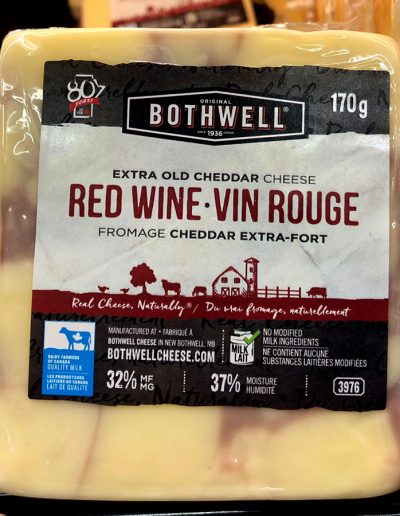 80
years
ORIGINAL
BOTHWELL®
SINCE 1936 DEPUIS
170g
EXTRA OLD CHEDDAR CHEESE
RED WINE · VIN ROUGE
FROMAGE CHEDDAR EXTRA-FORT
Real Cheese, Naturally® / Du vrai fromage, naturellement
DAIRY FARMERS
OF CANADA
QUALITY MILK
LES PRODUCTEURS
LAITIERS DU CANADA
LAIT DE QUALITÉ
MANUFACTURED AT • FABRIQUÉ À
BOTHWELL CHEESE IN NEW BOTHWELL, MB
BOTHWELLCHEESE.COM
MILK
NO MODIFIED
MILK INGREDIENTS
NE CONTIENT AUCUNE
SUBSTANCES LAITIÈRES MODIFIÉES
32% MF
MG
37% MOISTURE
HUMIDITÉ
3976